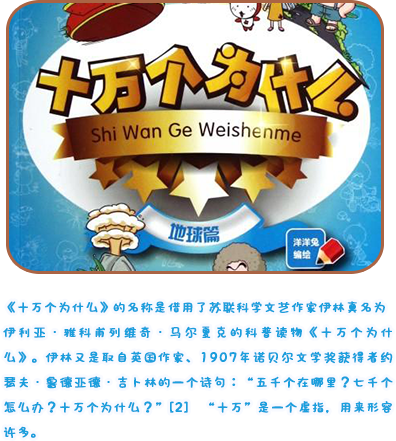 十万个为什么
Shi Wan Ge Weishenme
地球篇
洋洋兔
编绘
《十万个为什么》的名称是借用了苏联科学文艺作家伊林真名为
伊利亚·雅科甫列维奇·马尔夏克的科普读物《十万个为什
么》。伊林又是取自英国作家、1907年诺贝尔文学奖获得者约
瑟夫·鲁德亚德·吉卜林的一个诗句：“五千个在哪里？七千个
怎么办？十万个为什么？”[2] “十万”是一个虚指，用来形容
许多。